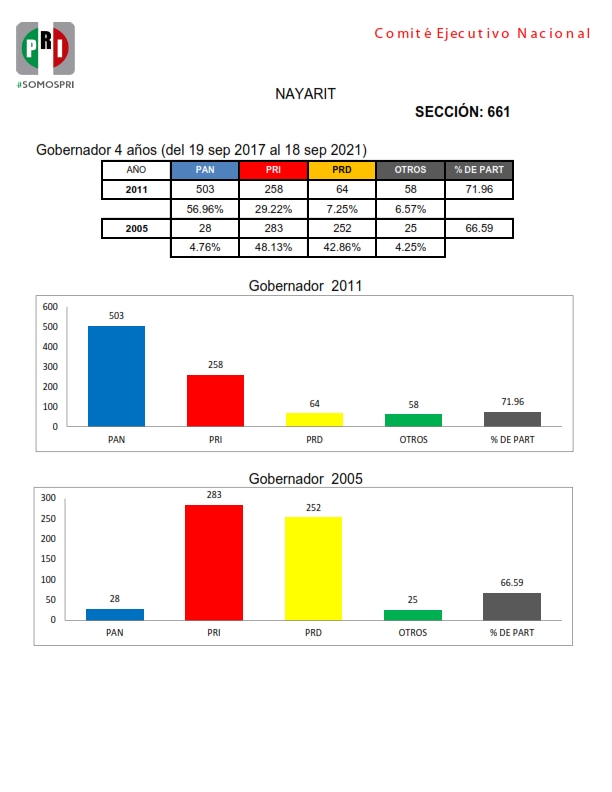 PRI
#SOMOSPRI
Comité Ejecutivo Nacional
NAYARIT
SECCIÓN: 661
Gobernador 4 años (del 19 sep 2017 al 18 sep 2021)
AÑO PAN PRI PRD OTROS % DE PART
2011 503 258 64 58 71.96
56.96% 29.22% 7.25% 6.57%
2005 28 283 252 25 66.59
4.76% 48.13% 42.86% 4.25%
Gobernador 2011
600
500
400
300
200
100
0
503
258
64
58
71.96
PAN PRI PRD OTROS % DE PART
Gobernador 2005
300
250
200
150
100
50
0
28
283
252
25
66.59
PAN PRI PRD OTROS % DE PART